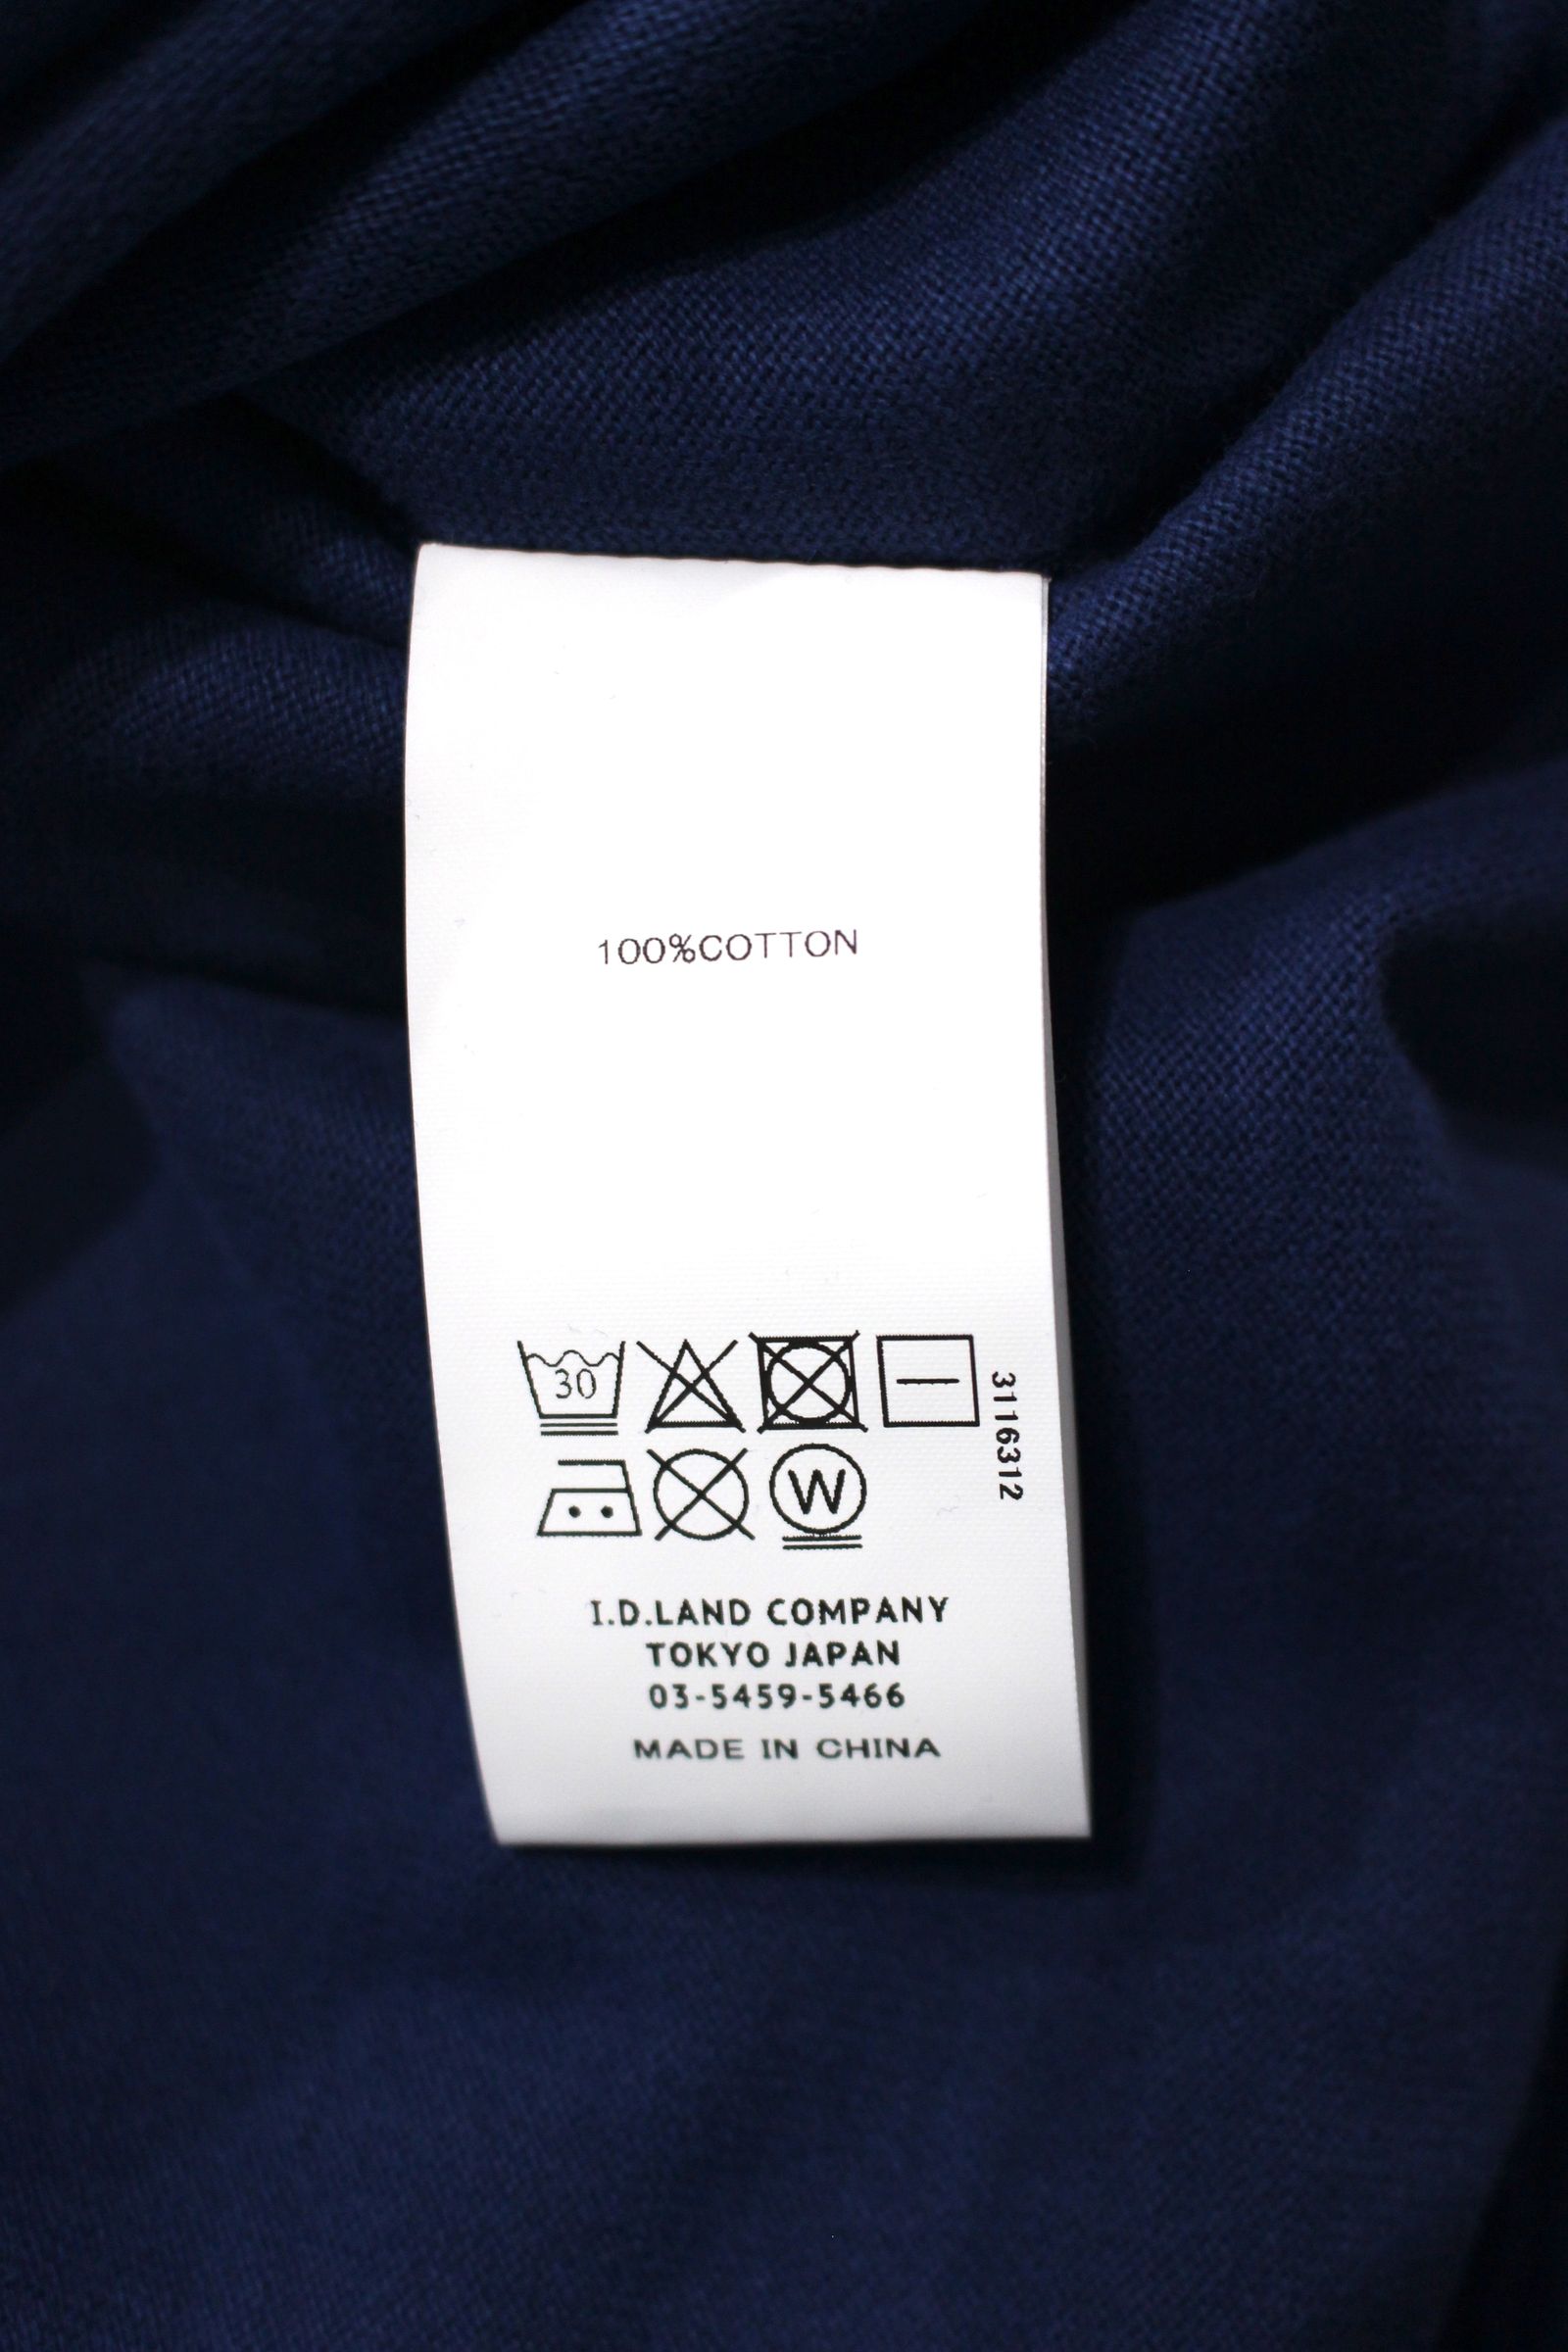 100%COTTON
30
3116312
W
I.D.LAND COMPANY
TOKYO JAPAN
03-5459-5466
MADE IN CHINA